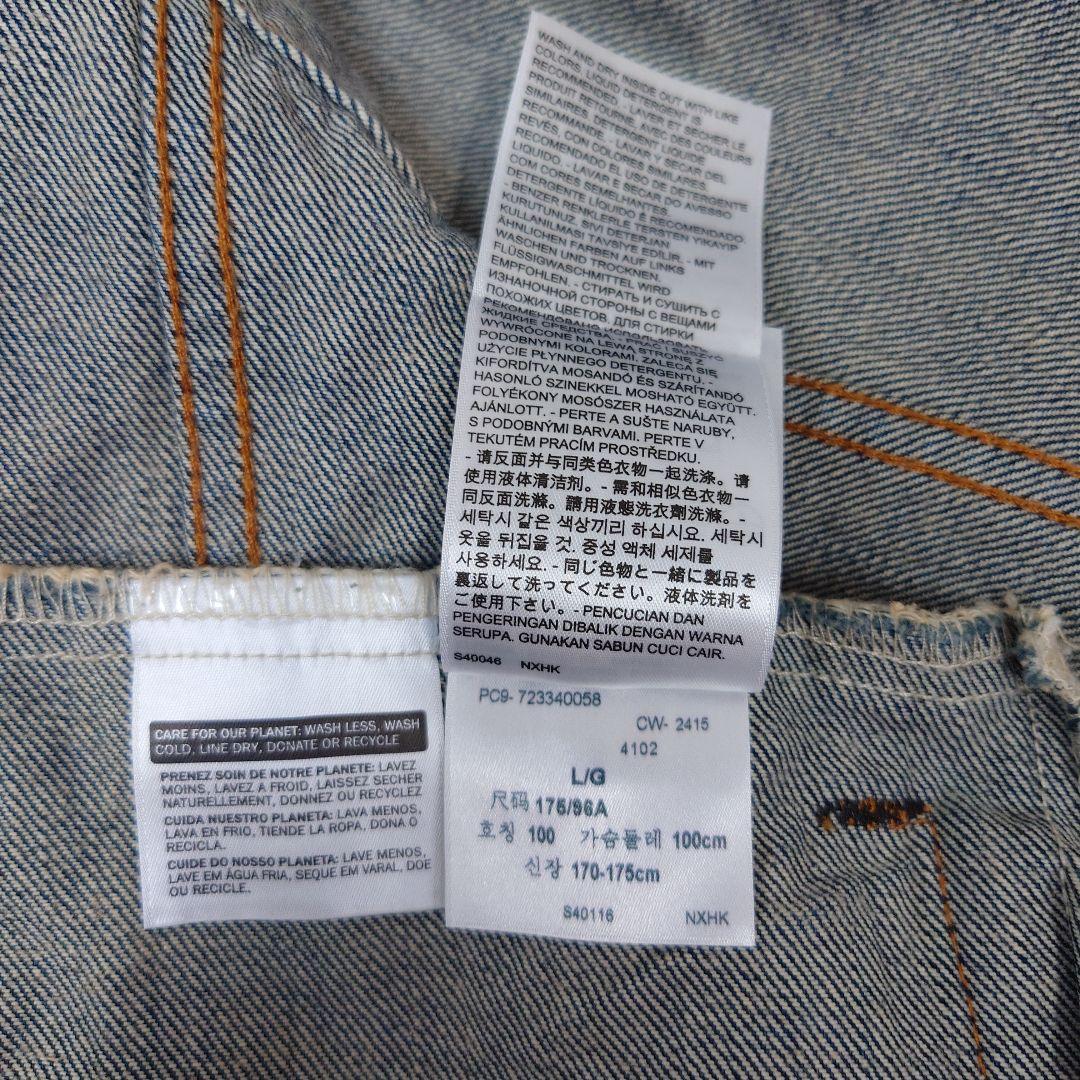 WASH AND DRY INSIDE OUT WITH LIKE
COLORS, LIQUID DETERGENT IS
RECOMMENDED. - LAVER ET SÉCHER LE
PRODUIT RETOURNÉ AVEC DES COULEURS
SIMILAIRES, DÉTERGENT LIQUIDE
RECOMMANDÉ. - LAVAR Y SECAR DEL
REVÉS, CON COLORES SIMILARES.
RECOMENDADO EL USO DE DETERGENTE
LIQUIDO. - LAVAR E SECAR DO AVESSO
COM CORES SEMELHANTES.
DETERGENTE LÍQUIDO É RECOMENDADO.
- BENZER RENKLERLE TERSTEN YIKAYIP
KURUTUNUZ. SIVI DETERJAN
KULLANILMASI TAVSİYE EDİLİR. - MIT
ÄHNLICHEN FARBEN AUF LINKS
WASCHEN UND TROCKNEN.
FLÜSSIGWASCHMITTEL WIRD
EMPFOHLEN. - СТИРАТЬ И СУШИТЬ С
ИЗНАНОЧНОЙ СТОРОНЫ С ВЕЩАМИ
ПОХОЖИХ ЦВЕТОВ. ДЛЯ СТИРКИ
РЕКОМЕНДОВАНО ИСПОЛЬЗОВАТЬ
ЖИДКИЕ СРЕДСТВА. - PRAĆ I SUSZYĆ
WYWRÓCONE NA LEWĄ STRONĘ Z
PODOBNYMI KOLORAMI. ZALECA SIĘ
UŻYCIE PŁYNNEGO DETERGENTU. -
KIFORDÍTVA MOSANDÓ ÉS SZÁRÍTANDÓ
HASONLÓ SZINEKKEL MOSHATÓ EGYÜTT.
FOLYÉKONY MOSÓSZER HASZNÁLATA
AJÁNLOTT. - PERTE A SUŠTE NARUBY,
S PODOBNÝMI BARVAMI. PERTE V
TEKUTÉM PRACÍM PROSTŘEDKU.
- 请反面并与同类色衣物一起洗涤。请
使用液体清洁剂。- 需和相似色衣物一
同反面洗滌。請用液態洗衣劑洗滌。-
세탁시 같은 색상끼리 하십시요. 세탁시
옷을 뒤집을 것. 중성 액체 세제를
사용하세요. - 同じ色物と一緒に製品を
裏返して洗ってください。液体洗剤を
ご使用下さい。- PENCUCIAN DAN
PENGERINGAN DIBALIK DENGAN WARNA
SERUPA. GUNAKAN SABUN CUCI CAIR.
S40046 NXHK
CARE FOR OUR PLANET: WASH LESS, WASH
COLD, LINE DRY, DONATE OR RECYCLE
PRENEZ SOIN DE NOTRE PLANETE: LAVEZ
MOINS, LAVEZ A FROID, LAISSEZ SECHER
NATURELLEMENT, DONNEZ OU RECYCLEZ
CUIDA NUESTRO PLANETA: LAVA MENOS,
LAVA EN FRIO, TIENDE LA ROPA, DONA O
RECICLA.
CUIDE DO NOSSO PLANETA: LAVE MENOS,
LAVE EM ÁGUA FRIA, SEQUE EM VARAL, DOE
OU RECICLE.
PC9- 723340058
CW- 2415
4102
L/G
尺码 175/96A
호칭 100 가슴둘레 100cm
신장 170-175cm
S40116 NXHK